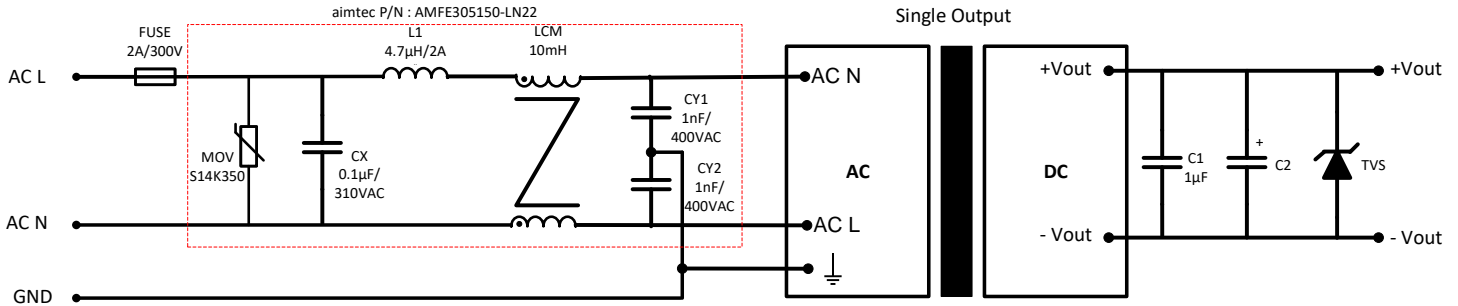 aimtec P/N : AMFE305150-LN22
Single Output
FUSE
2A/300V
L1
4.7µH/2A
LCM
10mH
AC L
AC N
+Vout
+Vout
CY1
1nF/
400VAC
MOV
S14K350
CX
0.1µF/
310VAC
CY2
1nF/
400VAC
AC
DC
C1
1µF
+
C2
TVS
AC N
AC L
- Vout
- Vout
GND